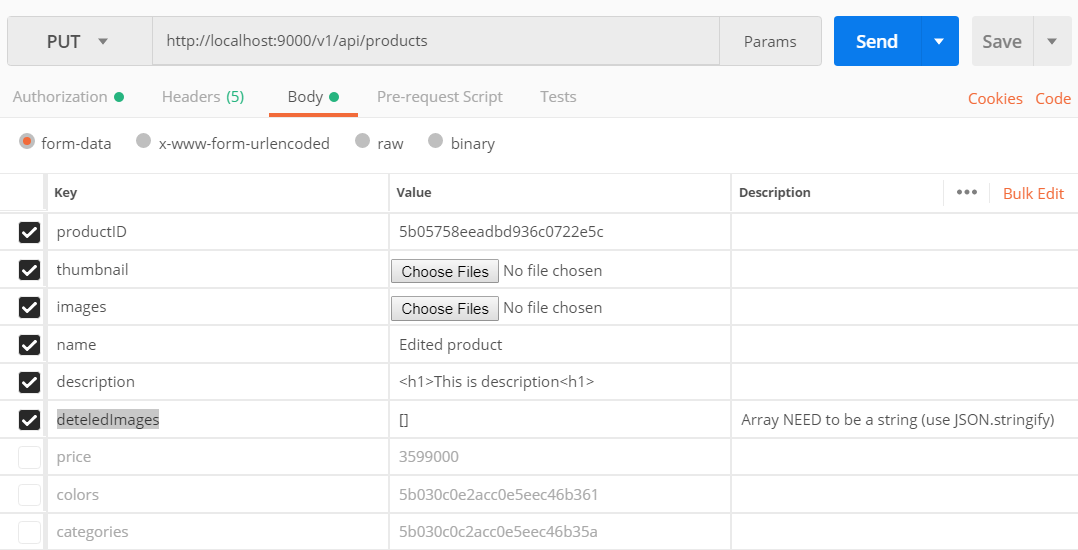 PUT http://localhost:9000/v1/api/products Params Send Save
Authorization Headers (5) Body Pre-request Script Tests Cookies Code
form-data x-www-form-urlencoded raw binary
Key Value Description ••• Bulk Edit
productID 5b05758eeadbd936c0722e5c
thumbnail Choose Files No file chosen
images Choose Files No file chosen
name Edited product
description <h1>This is description<h1>
deteledImages [] Array NEED to be a string (use JSON.stringify)
price 3599000
colors 5b030c0e2acc0e5eec46b361
categories 5b030c0c2acc0e5eec46b35a